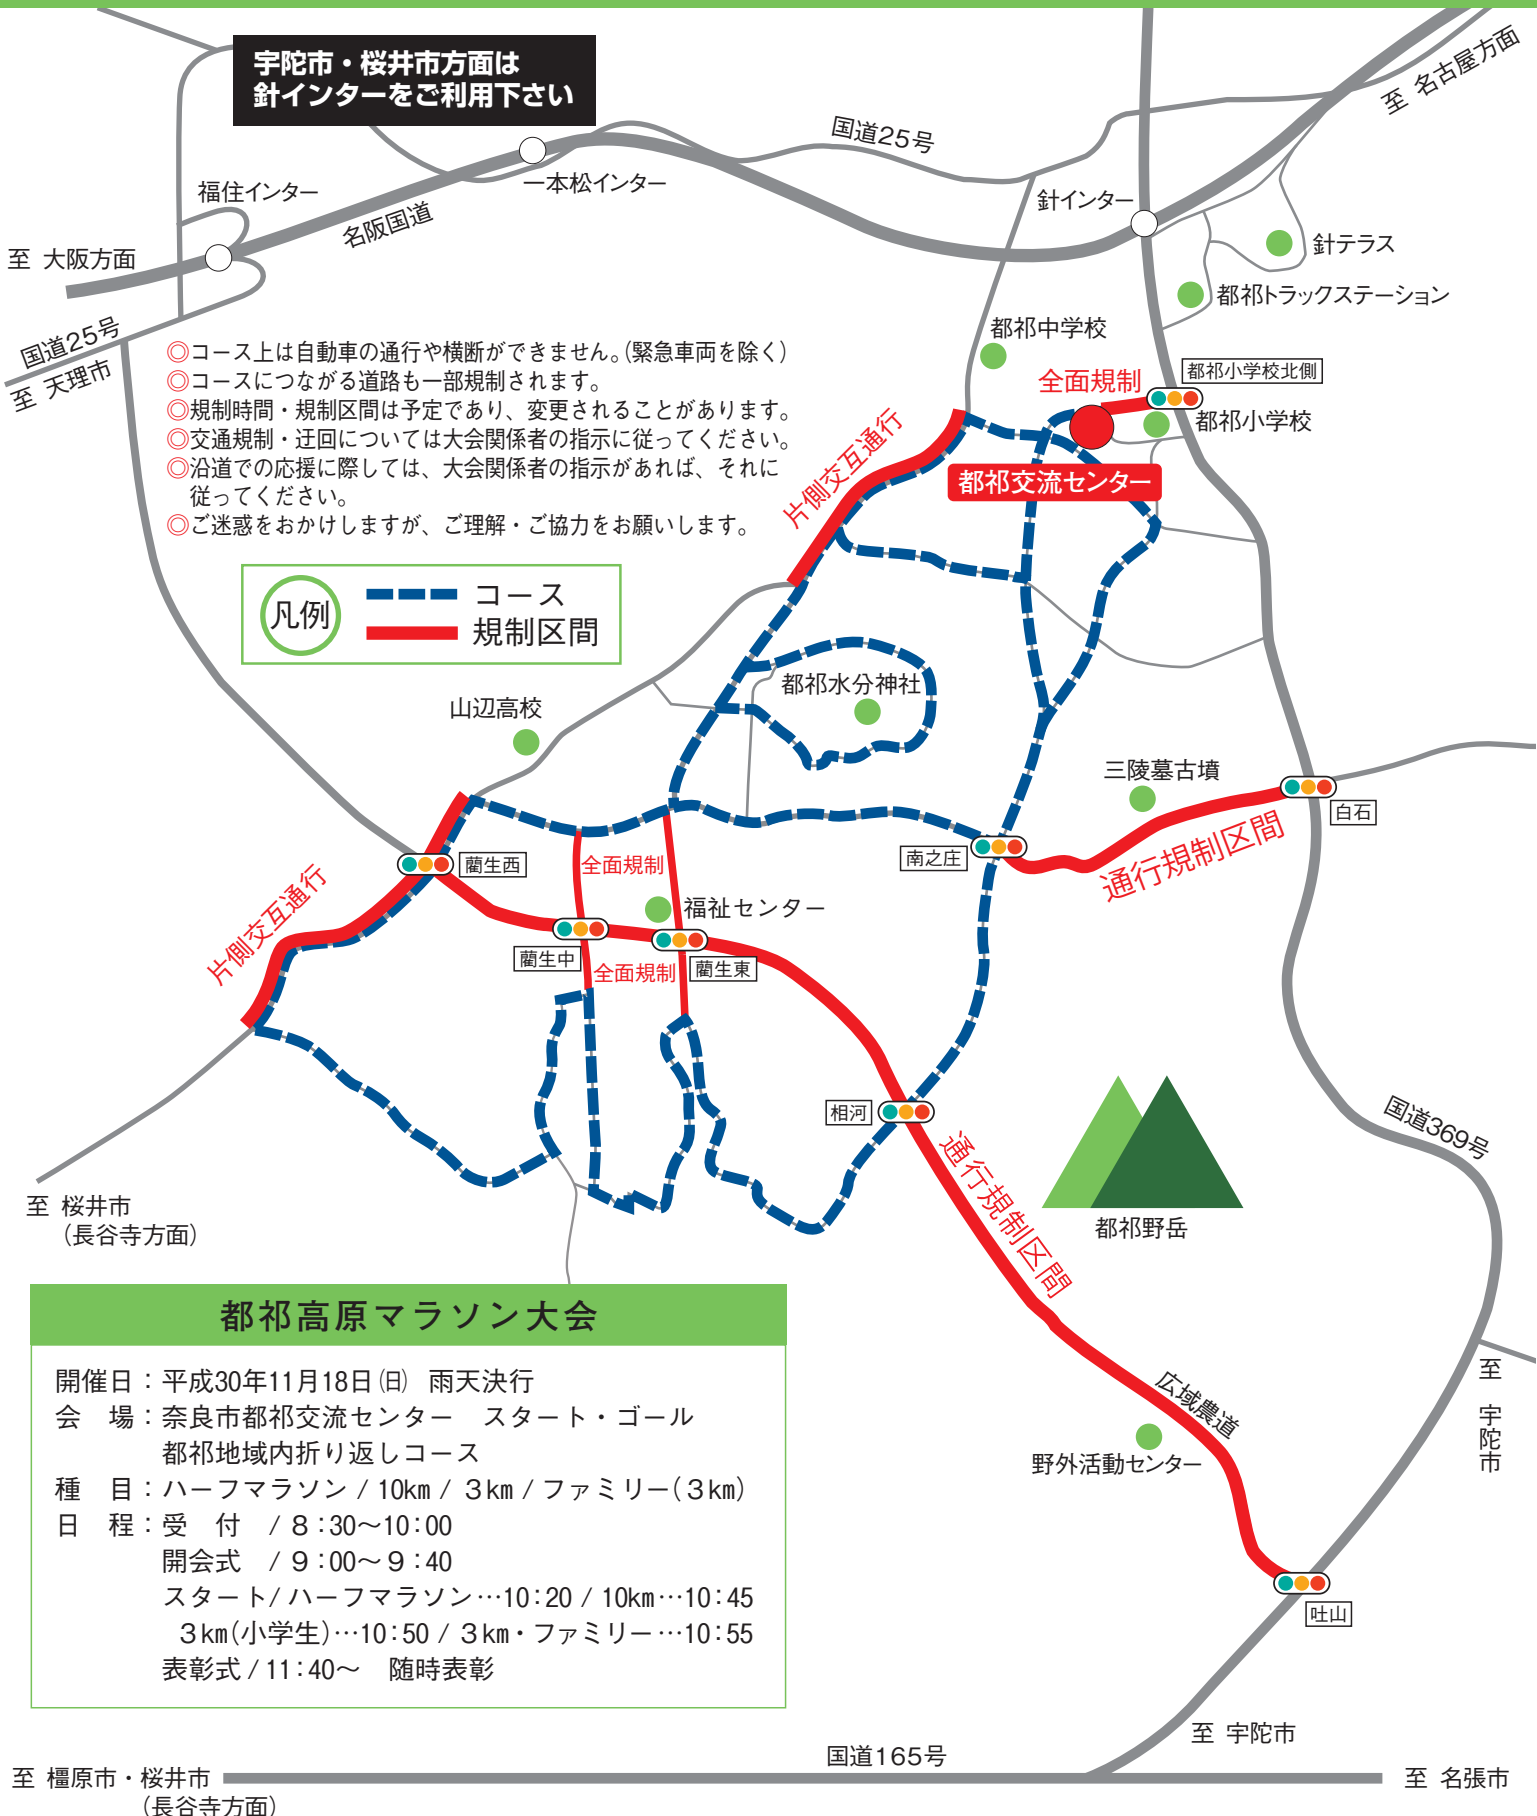 宇陀市・桜井市方面は
針インターをご利用下さい
至 名古屋方面
国道25号
一本松インター
福住インター
名阪国道
針インター
至 大阪方面
針テラス
都祁トラックステーション
国道25号
至 天理市
都祁中学校
◎コース上は自動車の通行や横断ができません。(緊急車両を除く)
◎コースにつながる道路も一部規制されます。
◎規制時間・規制区間は予定であり、変更されることがあります。
◎交通規制・迂回については大会関係者の指示に従ってください。
◎沿道での応援に際しては、大会関係者の指示があれば、それに
従ってください。
◎ご迷惑をおかけしますが、ご理解・ご協力をお願いします。
全面規制
都祁小学校北側
都祁小学校
片側交互通行
都祁交流センター
凡例
コース
規制区間
都祁水分神社
山辺高校
三陵墓古墳
白石
通行規制区間
南之庄
藺生西
全面規制
福祉センター
片側交互通行
藺生中
全面規制
藺生東
相河
通行規制区間
国道369号
都祁野岳
至 桜井市
(長谷寺方面)
都祁高原マラソン大会
開催日：平成30年11月18日㈰ 雨天決行
会　場：奈良市都祁交流センター　スタート・ゴール
都祁地域内折り返しコース
種　目：ハーフマラソン / 10km / 3km / ファミリー(3km)
日　程：受　付　/ 8：30〜10：00
開会式　/ 9：00〜9：40
スタート/ ハーフマラソン…10：20 / 10km…10：45
3km(小学生)…10：50 / 3km・ファミリー…10：55
表彰式 / 11：40〜　随時表彰
広域農道
野外活動センター
至 宇陀市
吐山
至 宇陀市
国道165号
至 橿原市・桜井市
(長谷寺方面)
至 名張市